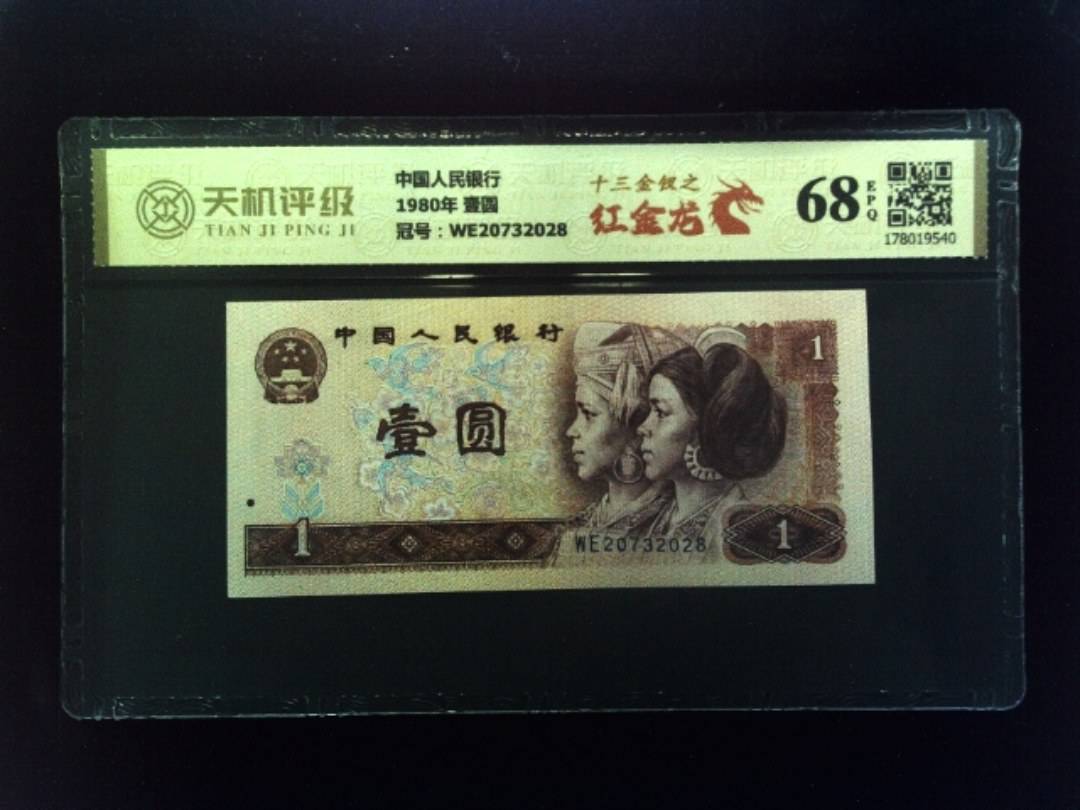 天机评级
TIAN JI PING JI
中国人民银行
1980年 壹圆
冠号：WE20732028
十三金钗之
红金龙
68
EPQ
178019540
中国人民银行
壹圆
1
1
WE20732028
1